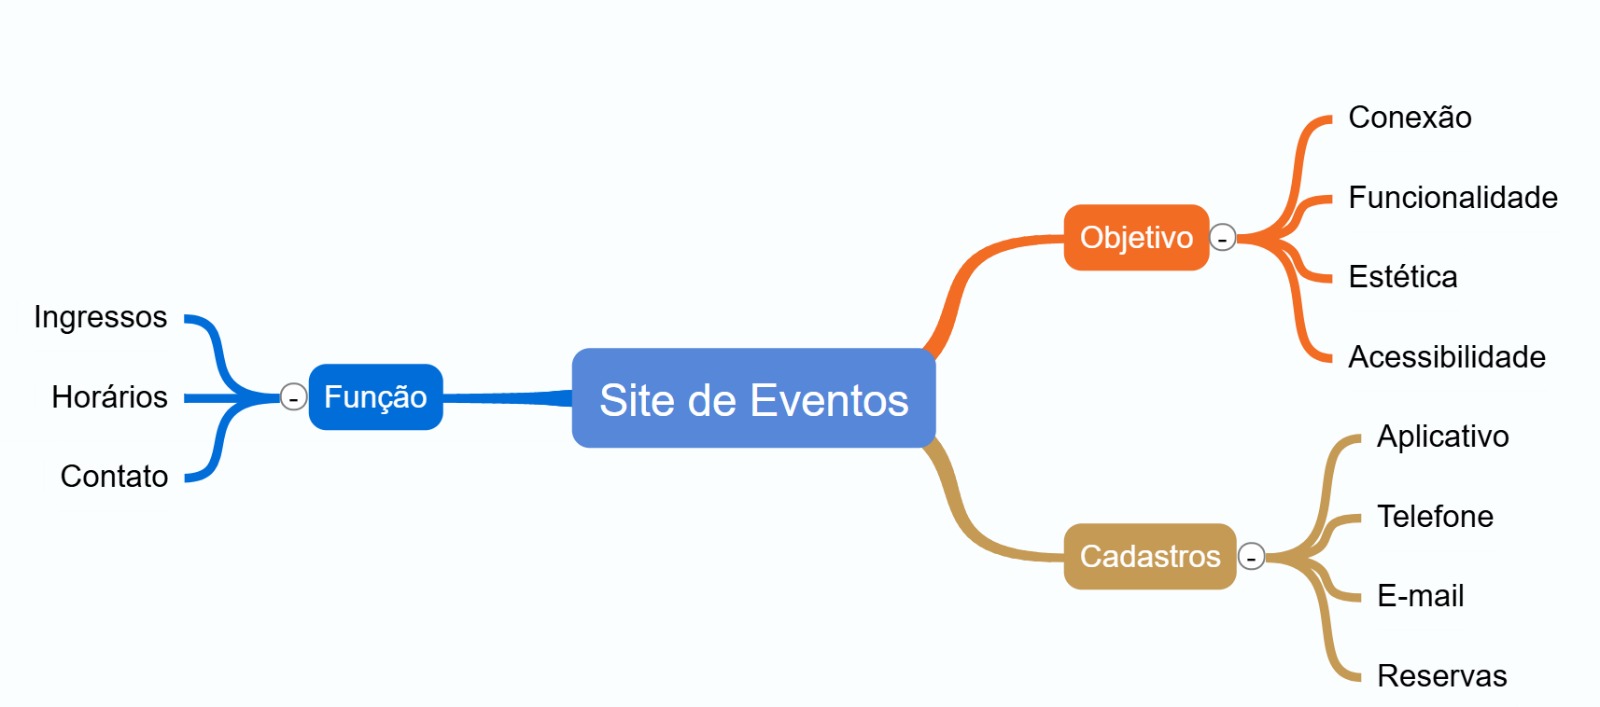 Site de Eventos
Objetivo
-
Conexão
Funcionalidade
Estética
Acessibilidade
Cadastros
-
Aplicativo
Telefone
E-mail
Reservas
Função
-
Ingressos
Horários
Contato